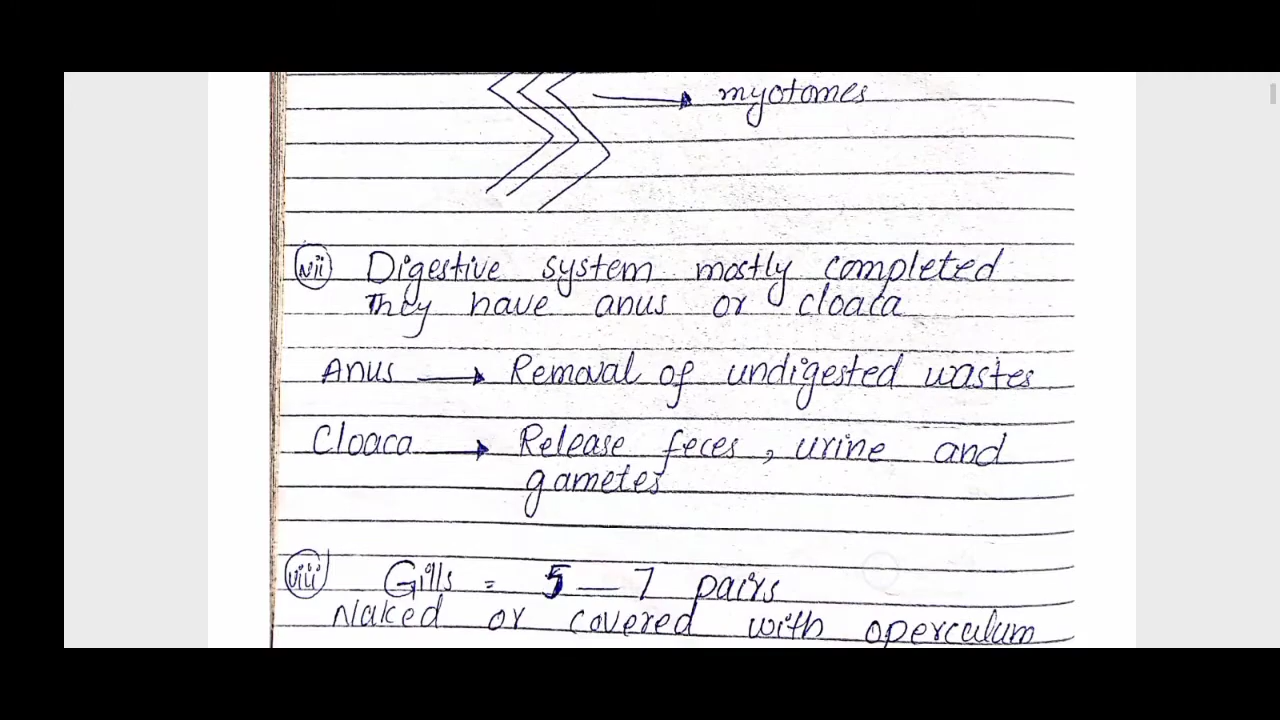 myotomes
vii Digestive system mostly completed
They have anus or cloaca
Anus → Removal of undigested wastes
Cloaca → Release feces, urine and
gametes
viii Gills = 5 — 7 pairs
Naked or covered with operculum